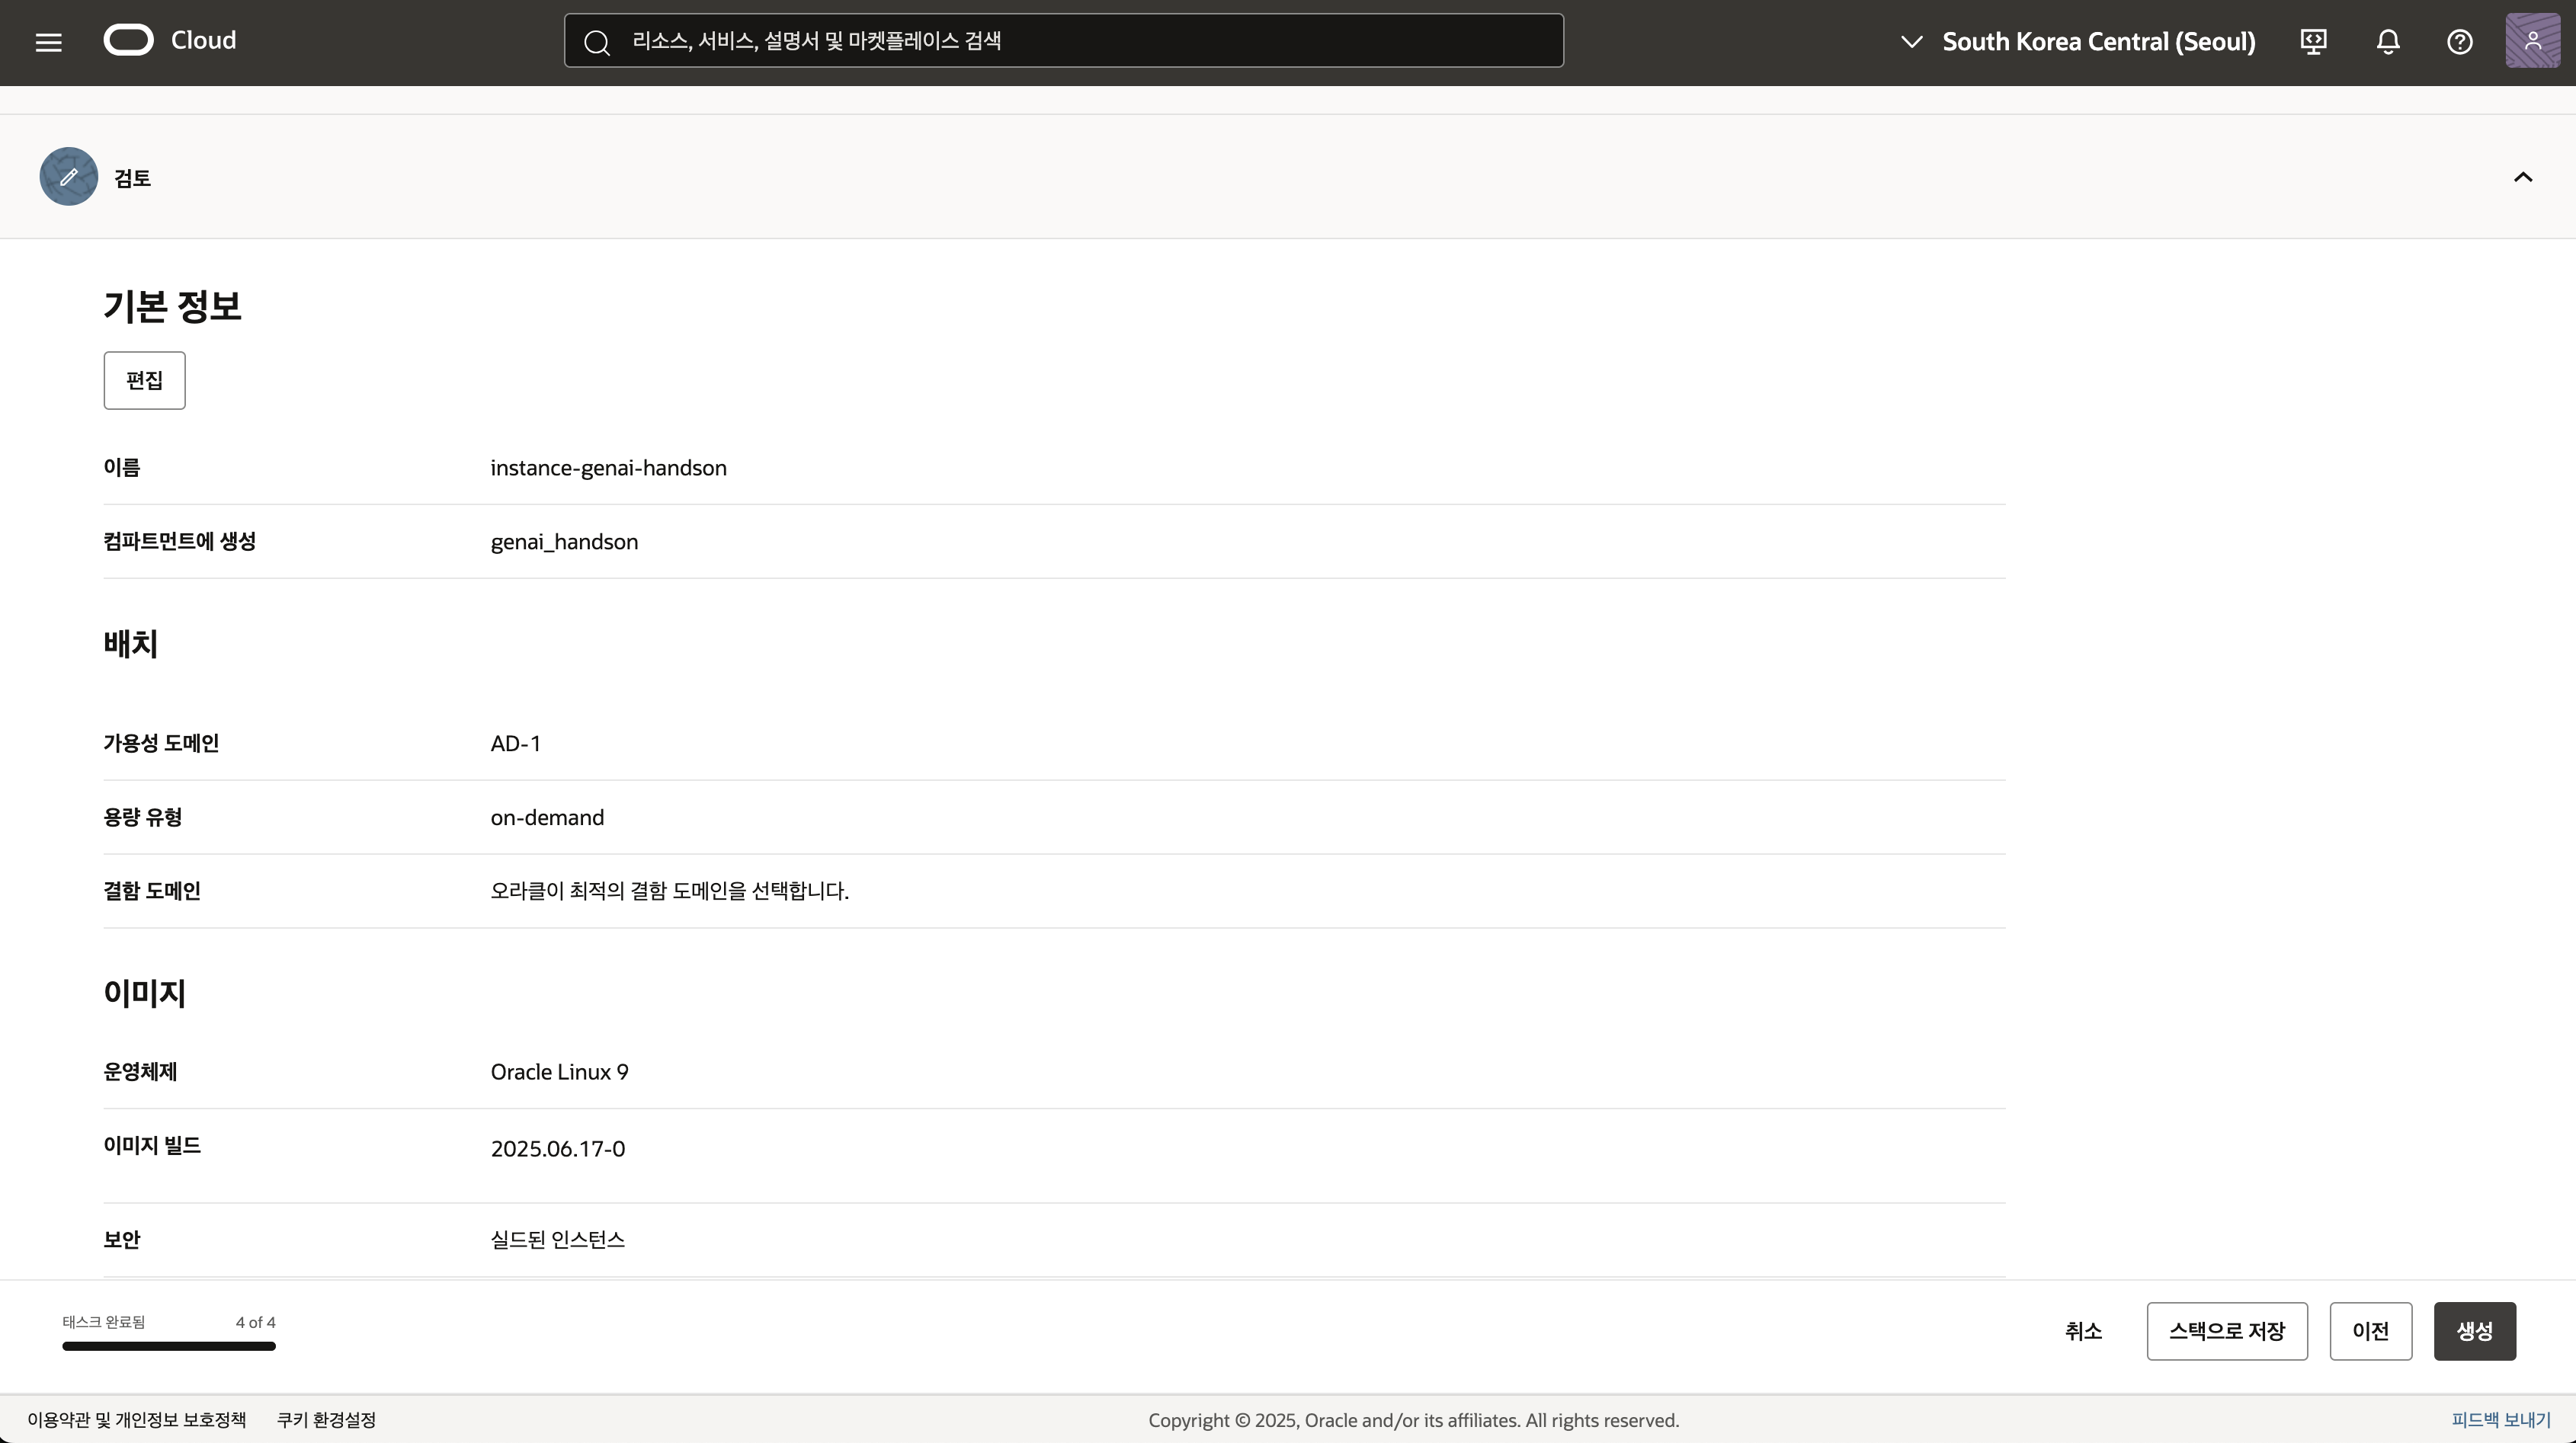 Cloud
리소스, 서비스, 설명서 및 마켓플레이스 검색
South Korea Central (Seoul)
검토
기본 정보
편집
이름 instance-genai-handson
컴파트먼트에 생성 genai_handson
배치
가용성 도메인 AD-1
용량 유형 on-demand
결함 도메인 오라클이 최적의 결함 도메인을 선택합니다.
이미지
운영체제 Oracle Linux 9
이미지 빌드 2025.06.17-0
보안 실드된 인스턴스
태스크 완료됨 4 of 4
취소 스택으로 저장 이전 생성
이용약관 및 개인정보 보호정책 쿠키 환경설정 Copyright © 2025, Oracle and/or its affiliates. All rights reserved. 피드백 보내기